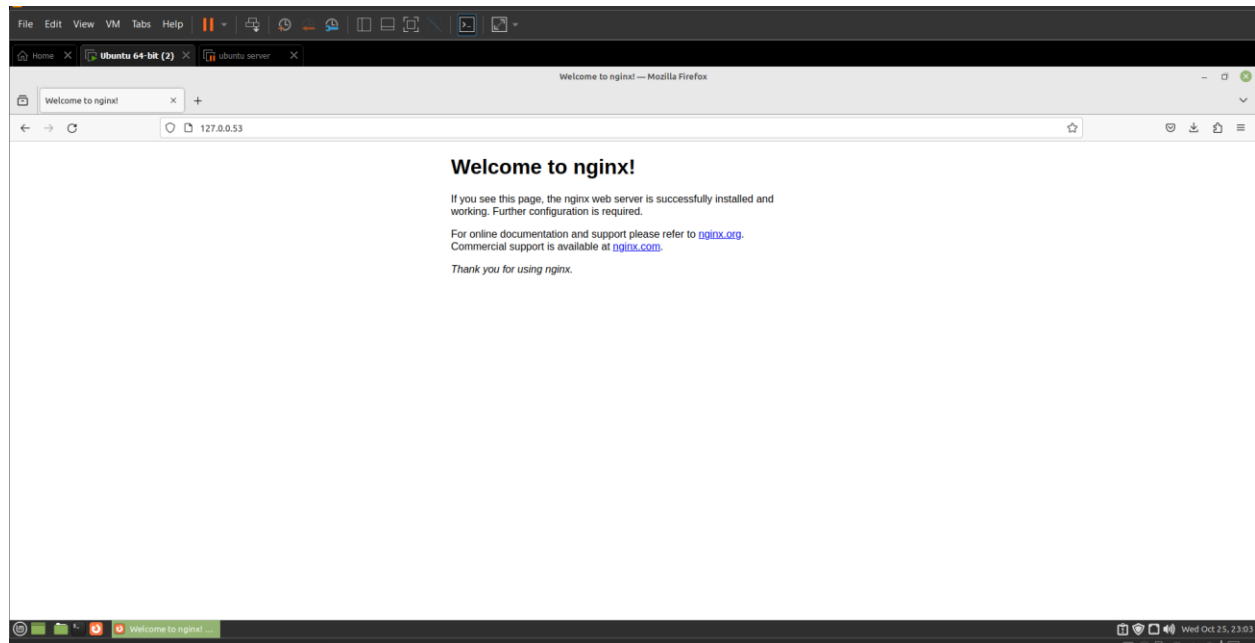 File Edit View VM Tabs Help
Home Ubuntu 64-bit (2) ubuntu server
Welcome to nginx! — Mozilla Firefox
Welcome to nginx!
127.0.0.53
Welcome to nginx!
If you see this page, the nginx web server is successfully installed and
working. Further configuration is required.
For online documentation and support please refer to nginx.org.
Commercial support is available at nginx.com.
Thank you for using nginx.
Welcome to nginx! ...
Wed Oct 25, 23:03